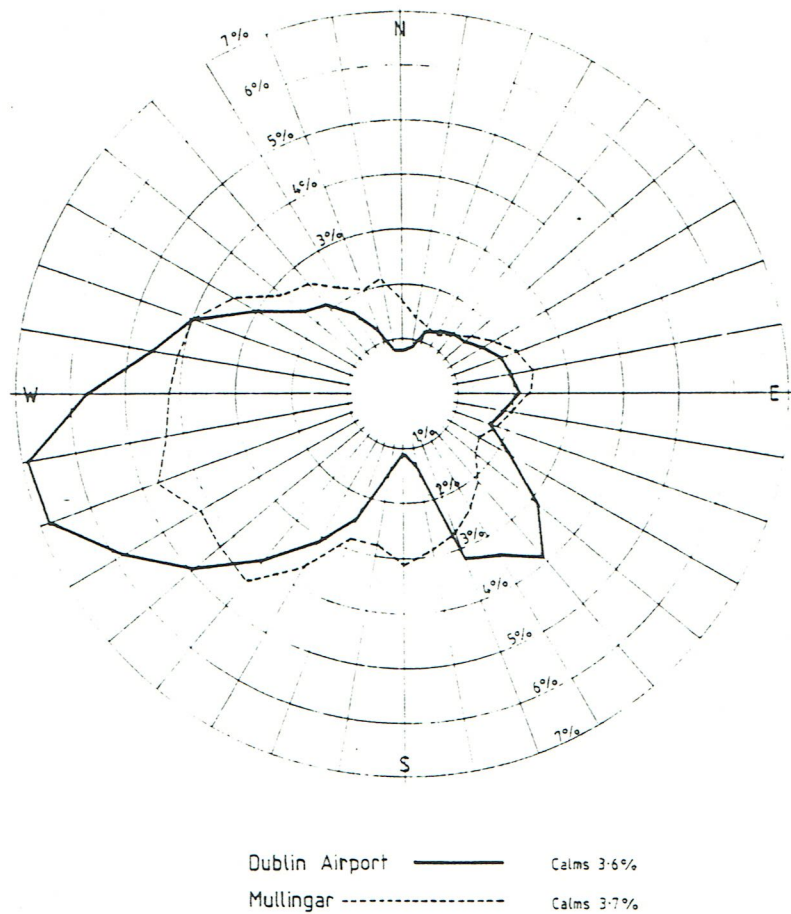 7%
N
6%
5%
4%
3%
W
E
1%
2%
3%
4%
5%
6%
7%
S
Dublin Airport Calms 3·6%
Mullingar Calms 3·7%